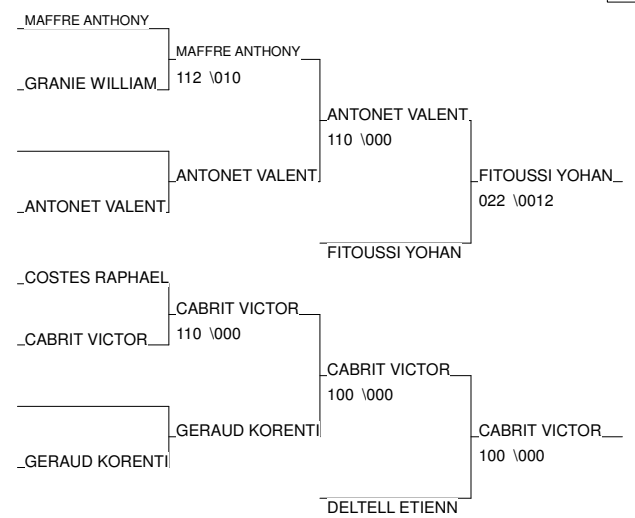 MAFFRE ANTHONY
MAFFRE ANTHONY
GRANIE WILLIAM
112 \010
ANTONET VALENT
110 \000
ANTONET VALENT
FITOUSSI YOHAN
ANTONET VALENT
022 \0012
FITOUSSI YOHAN
COSTES RAPHAEL
CABRIT VICTOR
CABRIT VICTOR
110 \000
CABRIT VICTOR
100 \000
GERAUD KORENTI
CABRIT VICTOR
GERAUD KORENTI
100 \000
DELTELL ETIENN